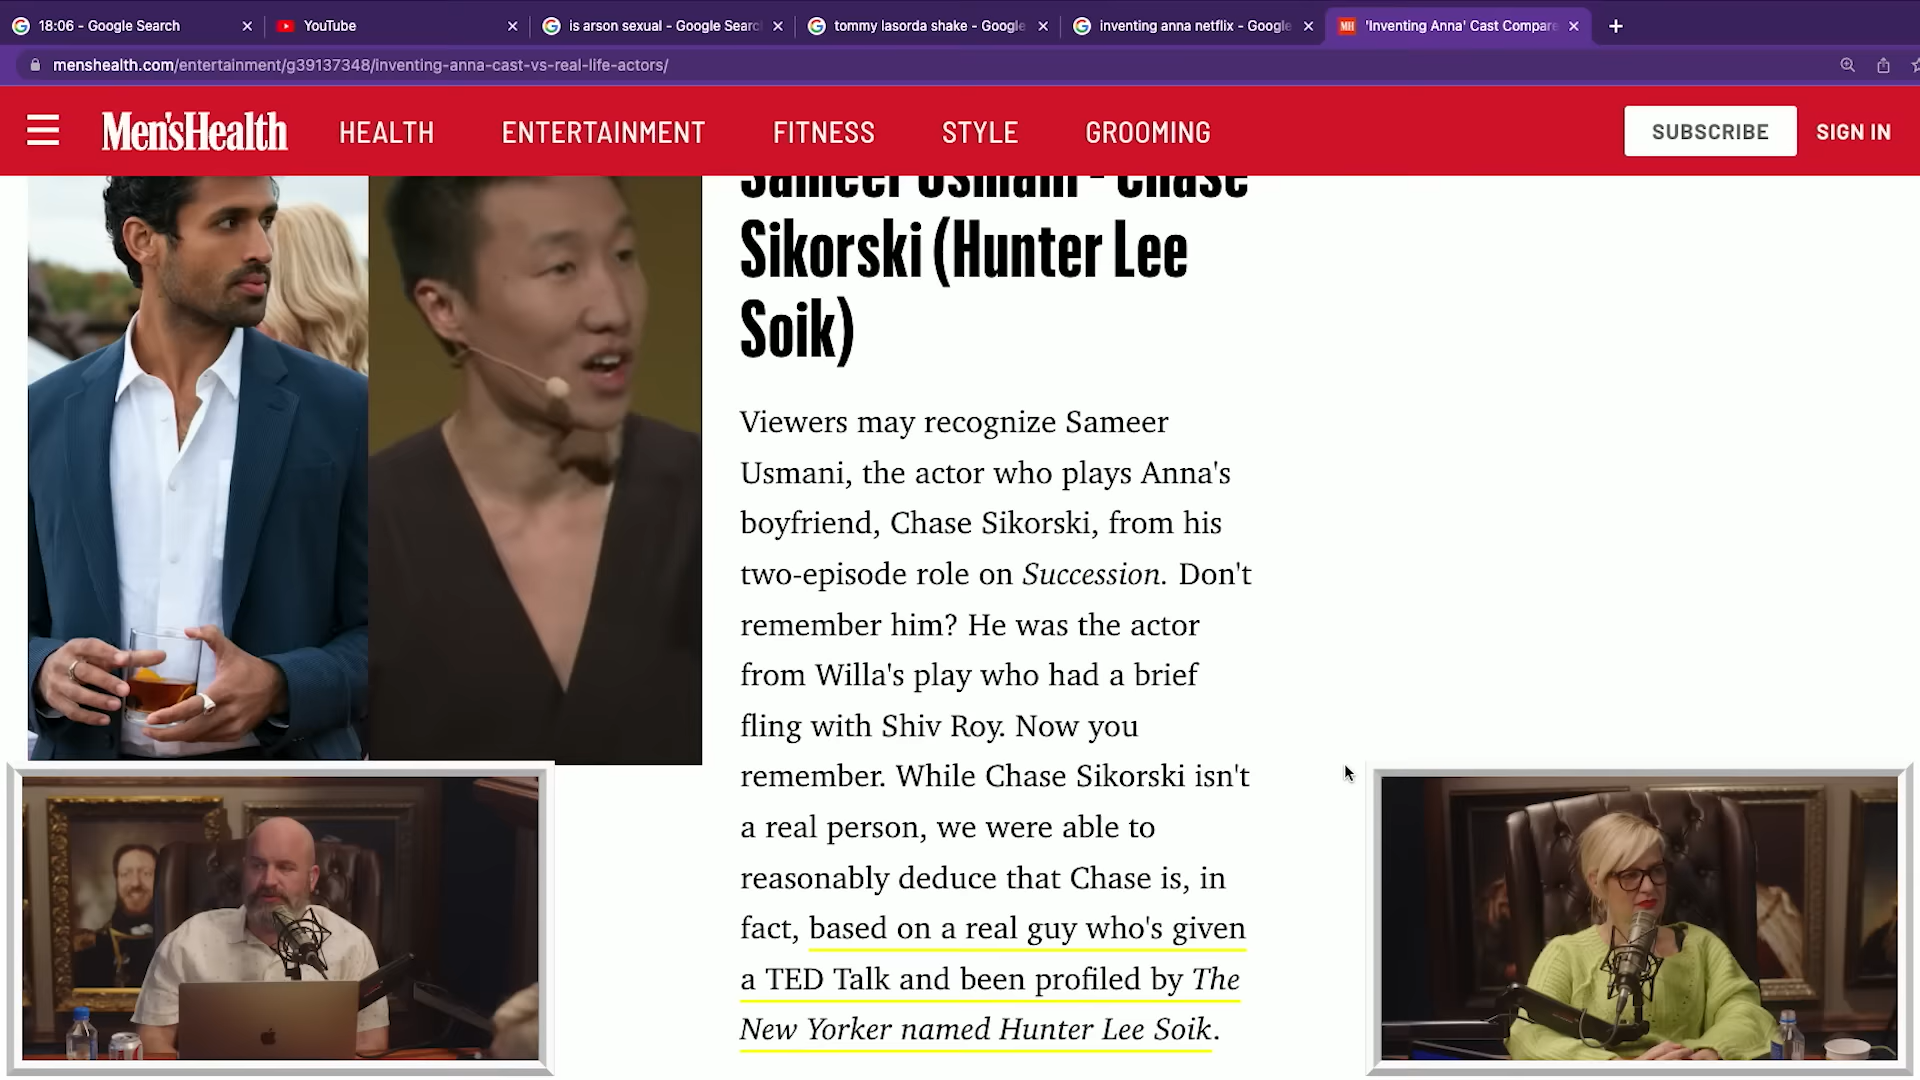 18:06 - Google Search
YouTube
is arson sexual - Google Searc
tommy lasorda shake - Google
inventing anna netflix - Google
MH
'Inventing Anna' Cast Compare
menshealth.com/entertainment/g39137348/inventing-anna-cast-vs-real-life-actors/
Men'sHealth
HEALTH
ENTERTAINMENT
FITNESS
STYLE
GROOMING
SUBSCRIBE
SIGN IN
Sameer Usmani - Chase
Sikorski (Hunter Lee
Soik)
Viewers may recognize Sameer
Usmani, the actor who plays Anna's
boyfriend, Chase Sikorski, from his
two-episode role on Succession. Don't
remember him? He was the actor
from Willa's play who had a brief
fling with Shiv Roy. Now you
remember. While Chase Sikorski isn't
a real person, we were able to
reasonably deduce that Chase is, in
fact, based on a real guy who's given
a TED Talk and been profiled by The
New Yorker named Hunter Lee Soik.